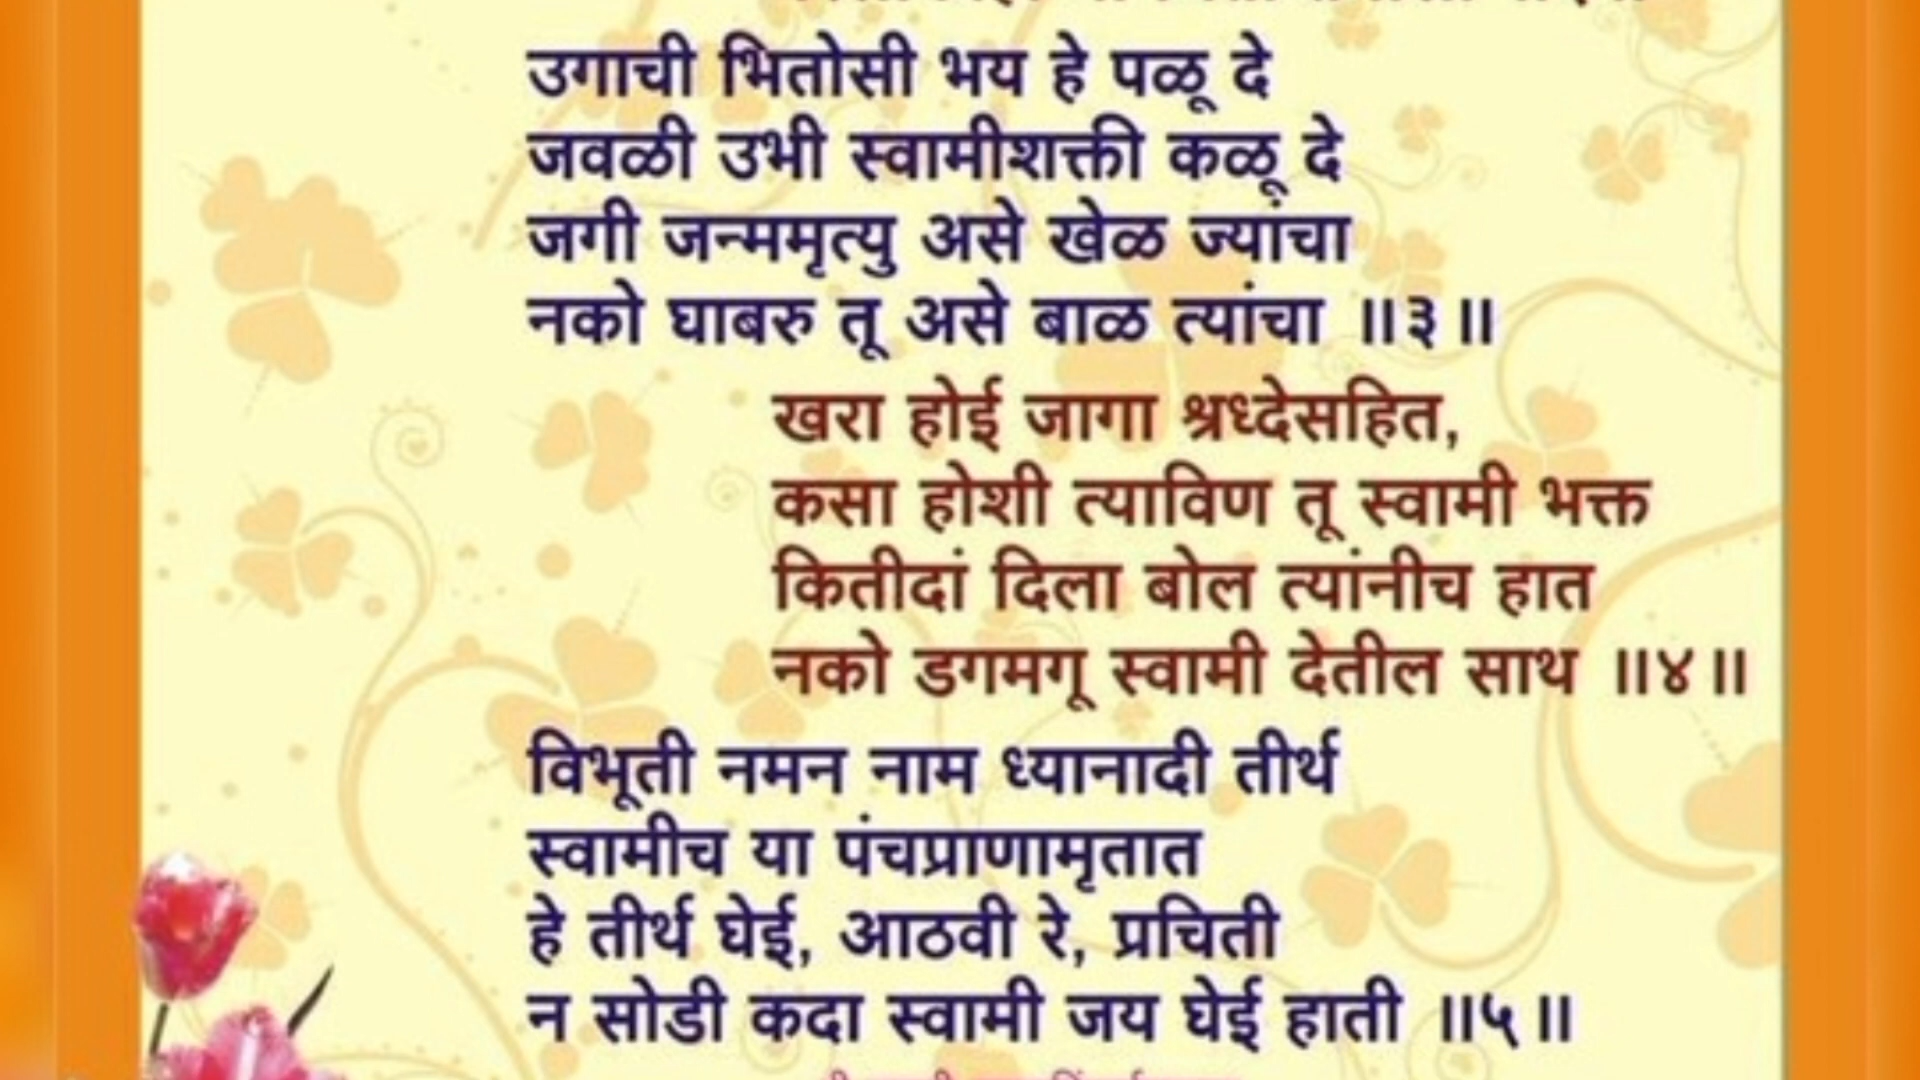 उगाची भितोसी भय हे पळू दे
जवळी उभी स्वामीशक्ती कळू दे
जगी जन्ममृत्यु असे खेळ ज्यांचा
नको घाबरु तू असे बाळ त्यांचा ॥३॥
खरा होई जागा श्रध्देसहित,
कसा होशी त्याविण तू स्वामी भक्त
कितीदां दिला बोल त्यांनीच हात
नको डगमगू स्वामी देतील साथ ॥४॥
विभूती नमन नाम ध्यानादी तीर्थ
स्वामीच या पंचप्राणामृतात
हे तीर्थ घेई, आठवी रे, प्रचिती
न सोडी कदा स्वामी जय घेई हाती ॥५॥